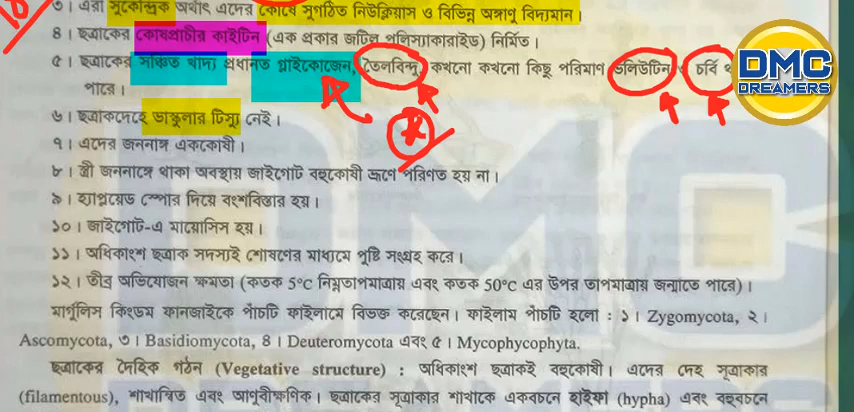 ৩। এরা সুকেন্দ্রিক অর্থাৎ এদের কোষে সুগঠিত নিউক্লিয়াস ও বিভিন্ন অঙ্গাণু বিদ্যমান।
৪। ছত্রাকের কোষপ্রাচীর কাইটিন (এক প্রকার জটিল পলিস্যাকারাইড) নির্মিত।
৫। ছত্রাকের সঞ্চিত খাদ্য প্রধানত গ্লাইকোজেন, তৈলবিন্দু, কখনো কখনো কিছু পরিমাণ ভলিউটিন ও চর্বি
পারে।
৬। ছত্রাকদেহে ভাস্কুলার টিস্যু নেই।
৭। এদের জননাঙ্গ এককোষী।
৮। স্ত্রী জননাঙ্গে থাকা অবস্থায় জাইগোট বহুকোষী ভ্রূণে পরিণত হয় না।
৯। হ্যাপ্লয়েড স্পোর দিয়ে বংশবিস্তার হয়।
১০। জাইগোট-এ মায়োসিস হয়।
১১। অধিকাংশ ছত্রাক সদস্যই শোষণের মাধ্যমে পুষ্টি সংগ্রহ করে।
১২। তীব্র অভিযোজন ক্ষমতা (কতক 5°C নিম্নতাপমাত্রায় এবং কতক 50°C এর উপর তাপমাত্রায় জন্মাতে পারে)।
মার্গুলিস কিংডম ফানজাইকে পাঁচটি ফাইলামে বিভক্ত করেছেন। ফাইলাম পাঁচটি হলো : ১। Zygomycota, ২।
Ascomycota, ৩। Basidiomycota, ৪। Deuteromycota এবং ৫। Mycophycophyta.
ছত্রাকের দৈহিক গঠন (Vegetative structure) : অধিকাংশ ছত্রাকই বহুকোষী। এদের দেহ সূত্রাকার
(filamentous), শাখান্বিত এবং আণুবীক্ষণিক। ছত্রাকের সূত্রাকার শাখাকে একবচনে হাইফা (hypha) এবং বহুবচনে
DMC
DREAMERS
DMC